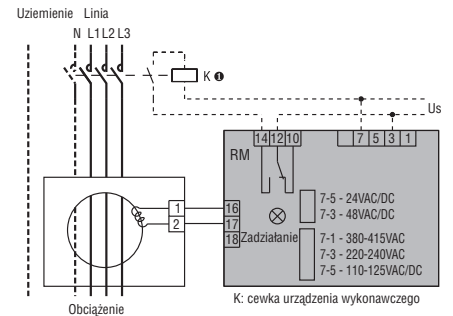 Uziemienie Linia
N L1 L2 L3
K ❶
Us
14 12 10
7 5 3 1
RM
1
2
16
17
18
Zadziałanie
7-5 - 24VAC/DC
7-3 - 48VAC/DC
7-1 - 380-415VAC
7-3 - 220-240VAC
7-5 - 110-125VAC/DC
Obciążenie
K: cewka urządzenia wykonawczego